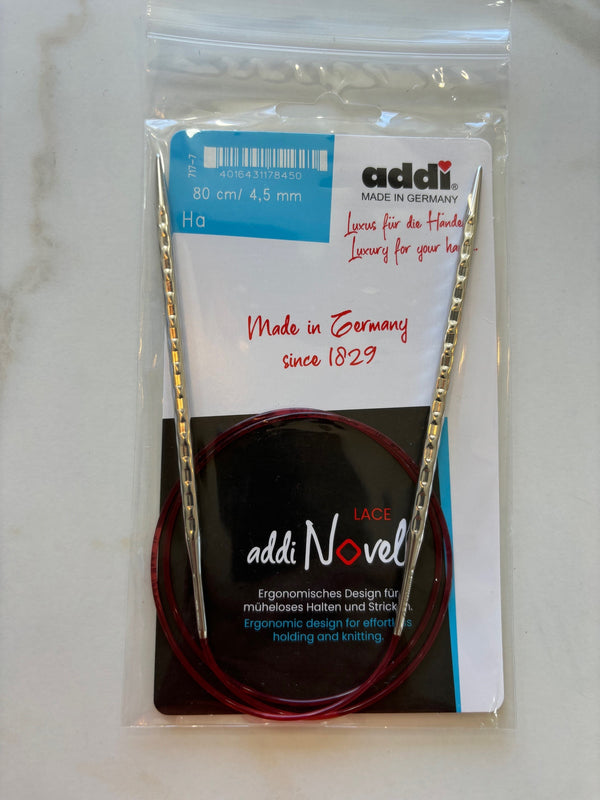 717-7
4016431178450
80 cm/ 4,5 mm
Ha
addi®
MADE IN GERMANY
Luxus für die Hände
Luxury for your
Made in Germany
since 1829
LACE
addi Novel
Ergonomisches Design für
müheloses Halten und Stricken.
Ergonomic design for effortless
holding and knitting.